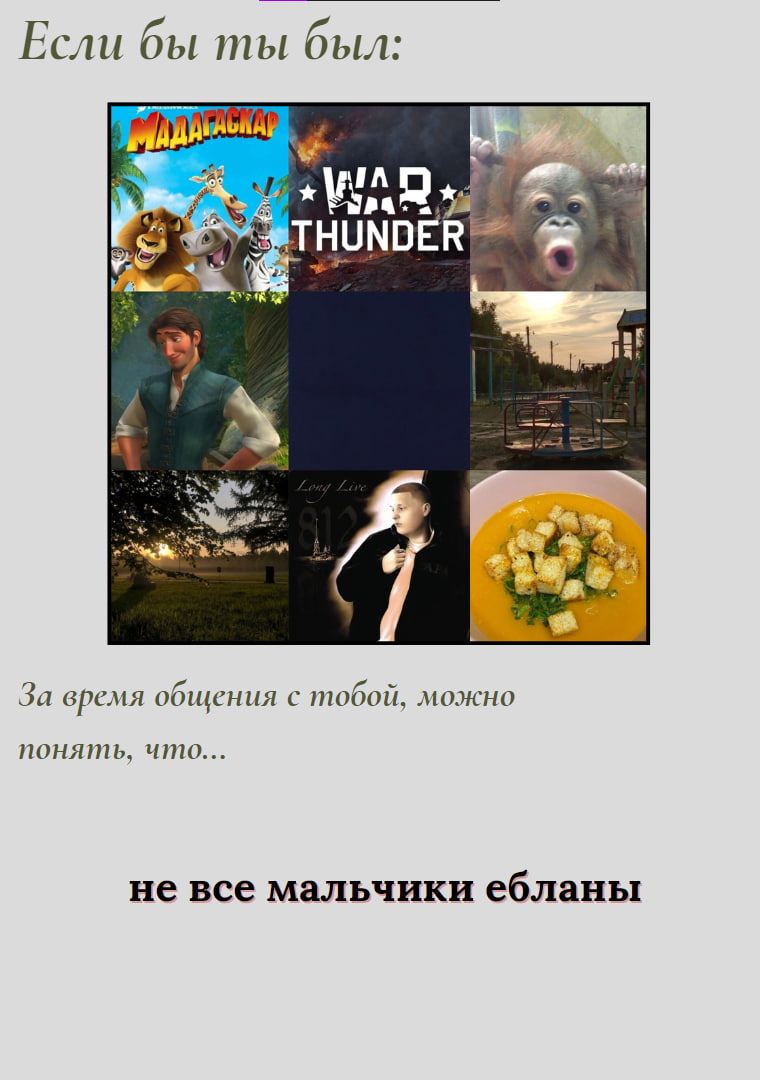 Если бы ты был:
МАДАГАСКАР
WAR
THUNDER
Long Live
812
За время общения с тобой, можно
понять, что...
не все мальчики ебланы